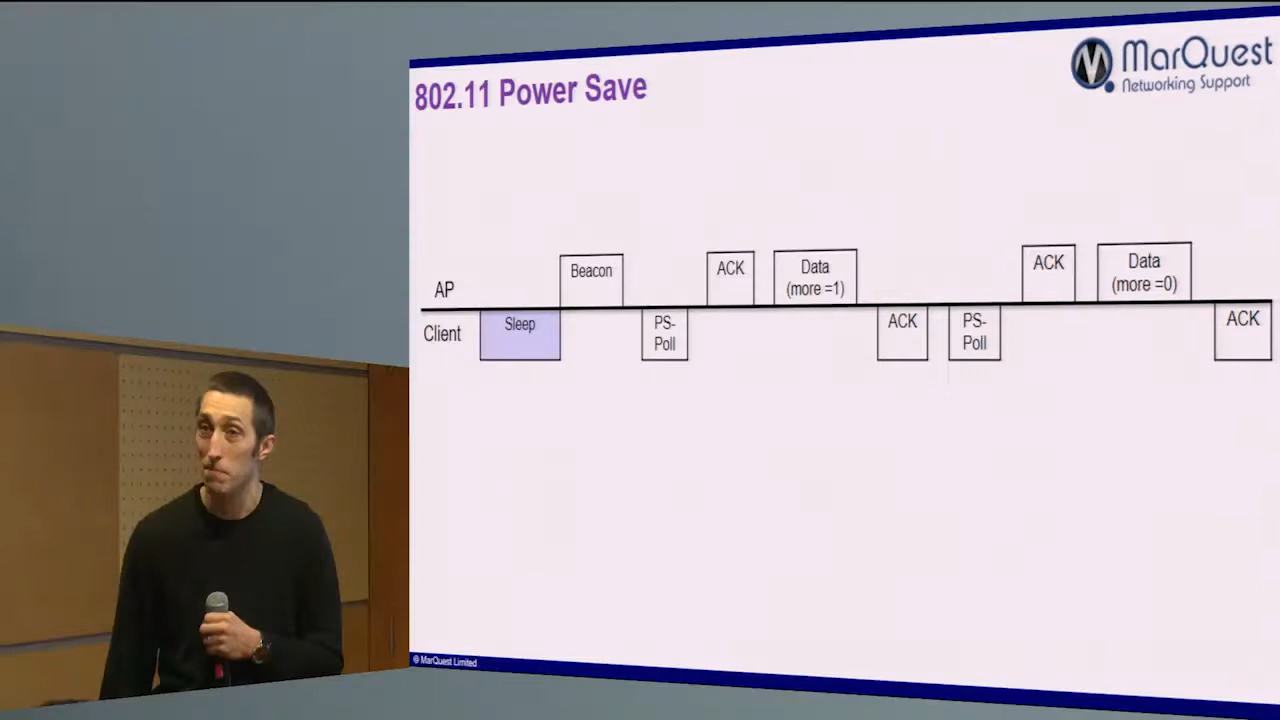 802.11 Power Save
MarQuest
Networking Support
AP
Beacon
ACK
Data
(more =1)
ACK
Data
(more =0)
Client
Sleep
PS-
Poll
ACK
PS-
Poll
ACK
© MarQuest Limited